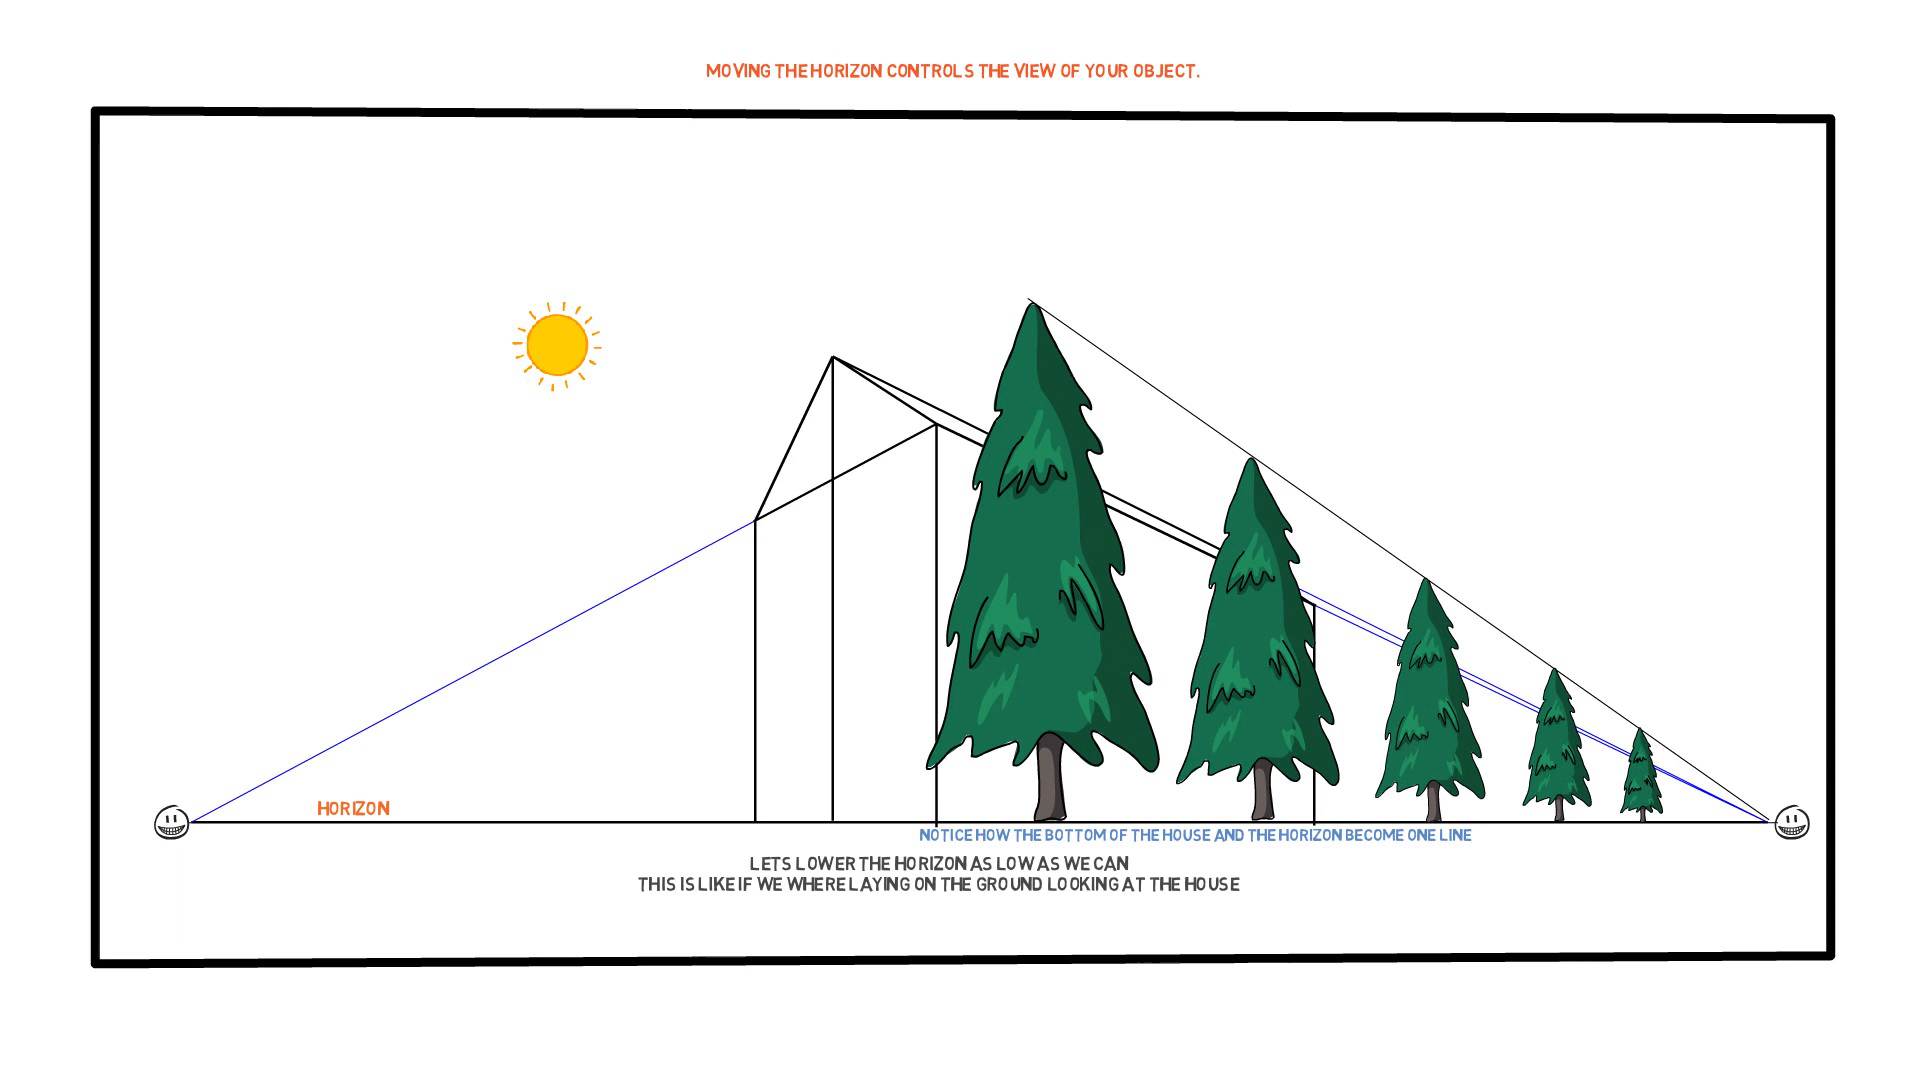 MOVING THE HORIZON CONTROLS THE VIEW OF YOUR OBJECT.
HORIZON
NOTICE HOW THE BOTTOM OF THE HOUSE AND THE HORIZON BECOME ONE LINE
LETS LOWER THE HORIZON AS LOW AS WE CAN
THIS IS LIKE IF WE WHERE LAYING ON THE GROUND LOOKING AT THE HOUSE